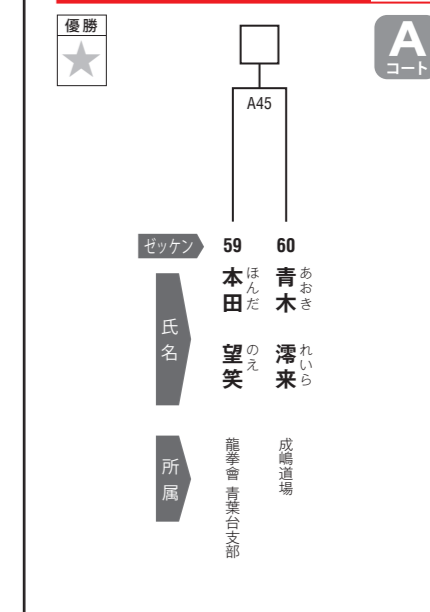 優勝
A
コート
A45
ゼッケン
59
60
氏名
本田 望笑
ほんだ のえ
青木 澪来
あおき れいら
所属
龍拳會 青葉台支部
成嶋道場